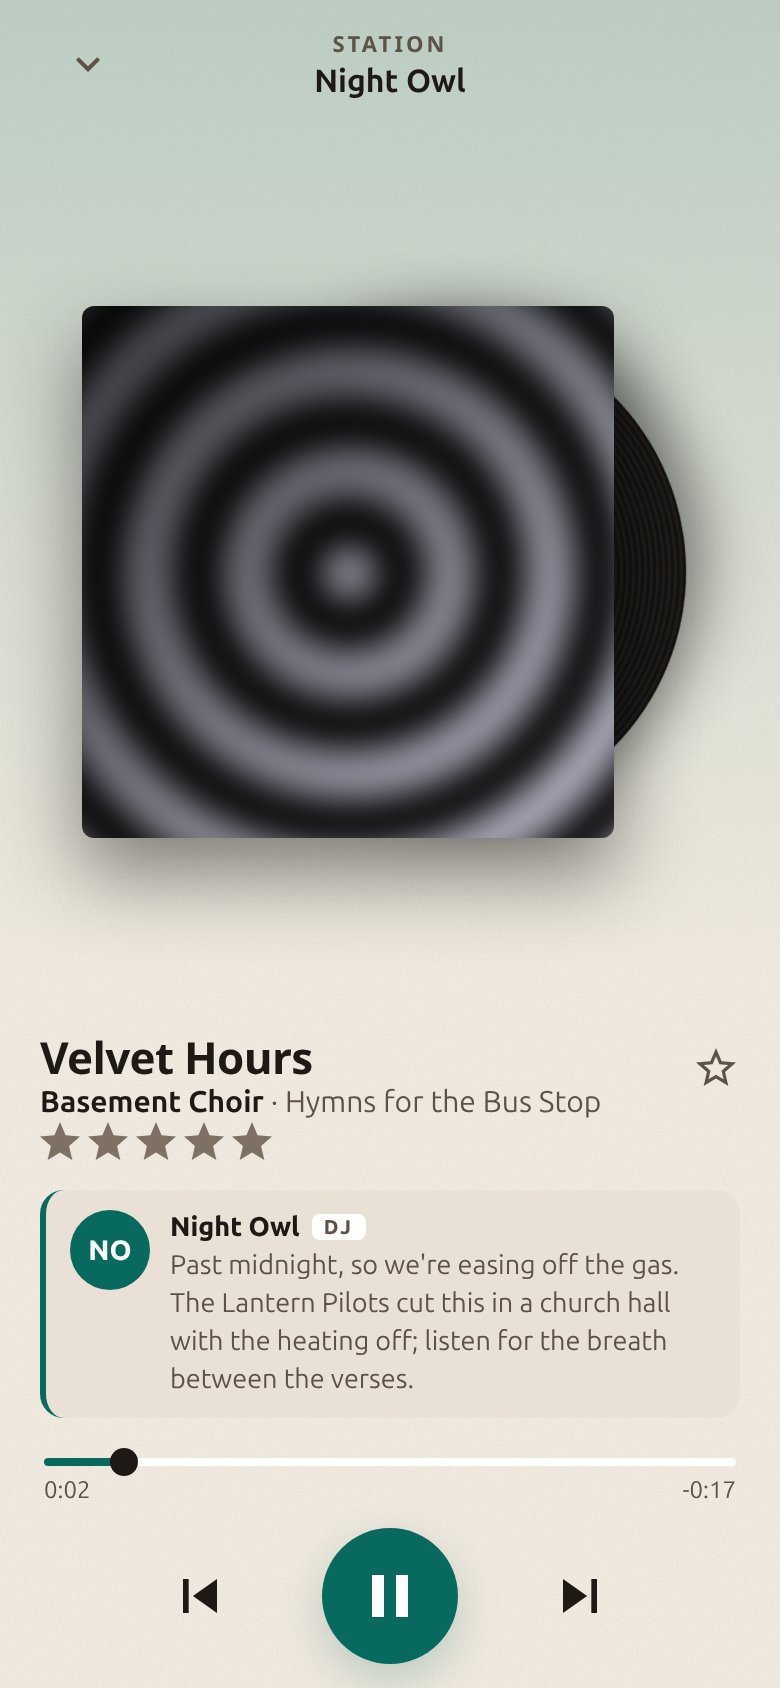 STATION
Night Owl
Velvet Hours
Basement Choir · Hymns for the Bus Stop
NO
Night Owl DJ
Past midnight, so we're easing off the gas.
The Lantern Pilots cut this in a church hall
with the heating off; listen for the breath
between the verses.
0:02 -0:17